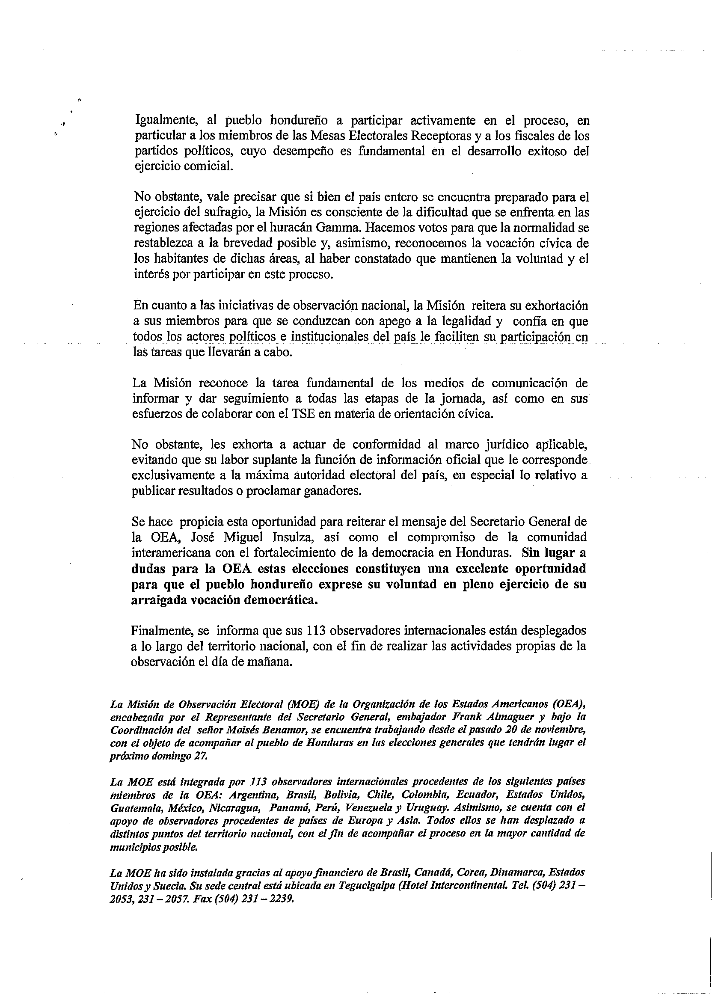 Igualmente, al pueblo hondureño a participar activamente en el proceso, en
particular a los miembros de las Mesas Electorales Receptoras y a los fiscales de los
partidos políticos, cuyo desempeño es fundamental en el desarrollo exitoso del
ejercicio comicial.
No obstante, vale precisar que si bien el país entero se encuentra preparado para el
ejercicio del sufragio, la Misión es consciente de la dificultad que se enfrenta en las
regiones afectadas por el huracán Gamma. Hacemos votos para que la normalidad se
restablezca a la brevedad posible y, asimismo, reconocemos la vocación cívica de
los habitantes de dichas áreas, al haber constatado que mantienen la voluntad y el
interés por participar en este proceso.
En cuanto a las iniciativas de observación nacional, la Misión reitera su exhortación
a sus miembros para que se conduzcan con apego a la legalidad y confía en que
todos los actores políticos e institucionales del país le faciliten su participación en
las tareas que llevarán a cabo.
La Misión reconoce la tarea fundamental de los medios de comunicación de
informar y dar seguimiento a todas las etapas de la jornada, así como en sus
esfuerzos de colaborar con el TSE en materia de orientación cívica.
No obstante, les exhorta a actuar de conformidad al marco jurídico aplicable,
evitando que su labor suplante la función de información oficial que le corresponde
exclusivamente a la máxima autoridad electoral del país, en especial lo relativo a
publicar resultados o proclamar ganadores.
Se hace propicia esta oportunidad para reiterar el mensaje del Secretario General de
la OEA, José Miguel Insulza, así como el compromiso de la comunidad
interamericana con el fortalecimiento de la democracia en Honduras. Sin lugar a
dudas para la OEA estas elecciones constituyen una excelente oportunidad
para que el pueblo hondureño exprese su voluntad en pleno ejercicio de su
arraigada vocación democrática.
Finalmente, se informa que sus 113 observadores internacionales están desplegados
a lo largo del territorio nacional, con el fin de realizar las actividades propias de la
observación el día de mañana.
La Misión de Observación Electoral (MOE) de la Organización de los Estados Americanos (OEA),
encabezada por el Representante del Secretario General, embajador Frank Almaguer y bajo la
Coordinación del señor Moisés Benamor, se encuentra trabajando desde el pasado 20 de noviembre,
con el objeto de acompañar al pueblo de Honduras en las elecciones generales que tendrán lugar el
próximo domingo 27.
La MOE está integrada por 113 observadores internacionales procedentes de los siguientes países
miembros de la OEA: Argentina, Brasil, Bolivia, Chile, Colombia, Ecuador, Estados Unidos,
Guatemala, México, Nicaragua, Panamá, Perú, Venezuela y Uruguay. Asimismo, se cuenta con el
apoyo de observadores procedentes de países de Europa y Asia. Todos ellos se han desplazado a
distintos puntos del territorio nacional, con el fin de acompañar el proceso en la mayor cantidad de
municipios posible.
La MOE ha sido instalada gracias al apoyo financiero de Brasil, Canadá, Corea, Dinamarca, Estados
Unidos y Suecia. Su sede central está ubicada en Tegucigalpa (Hotel Intercontinental. Tel. (504) 231 –
2053, 231 – 2057. Fax (504) 231 – 2239.